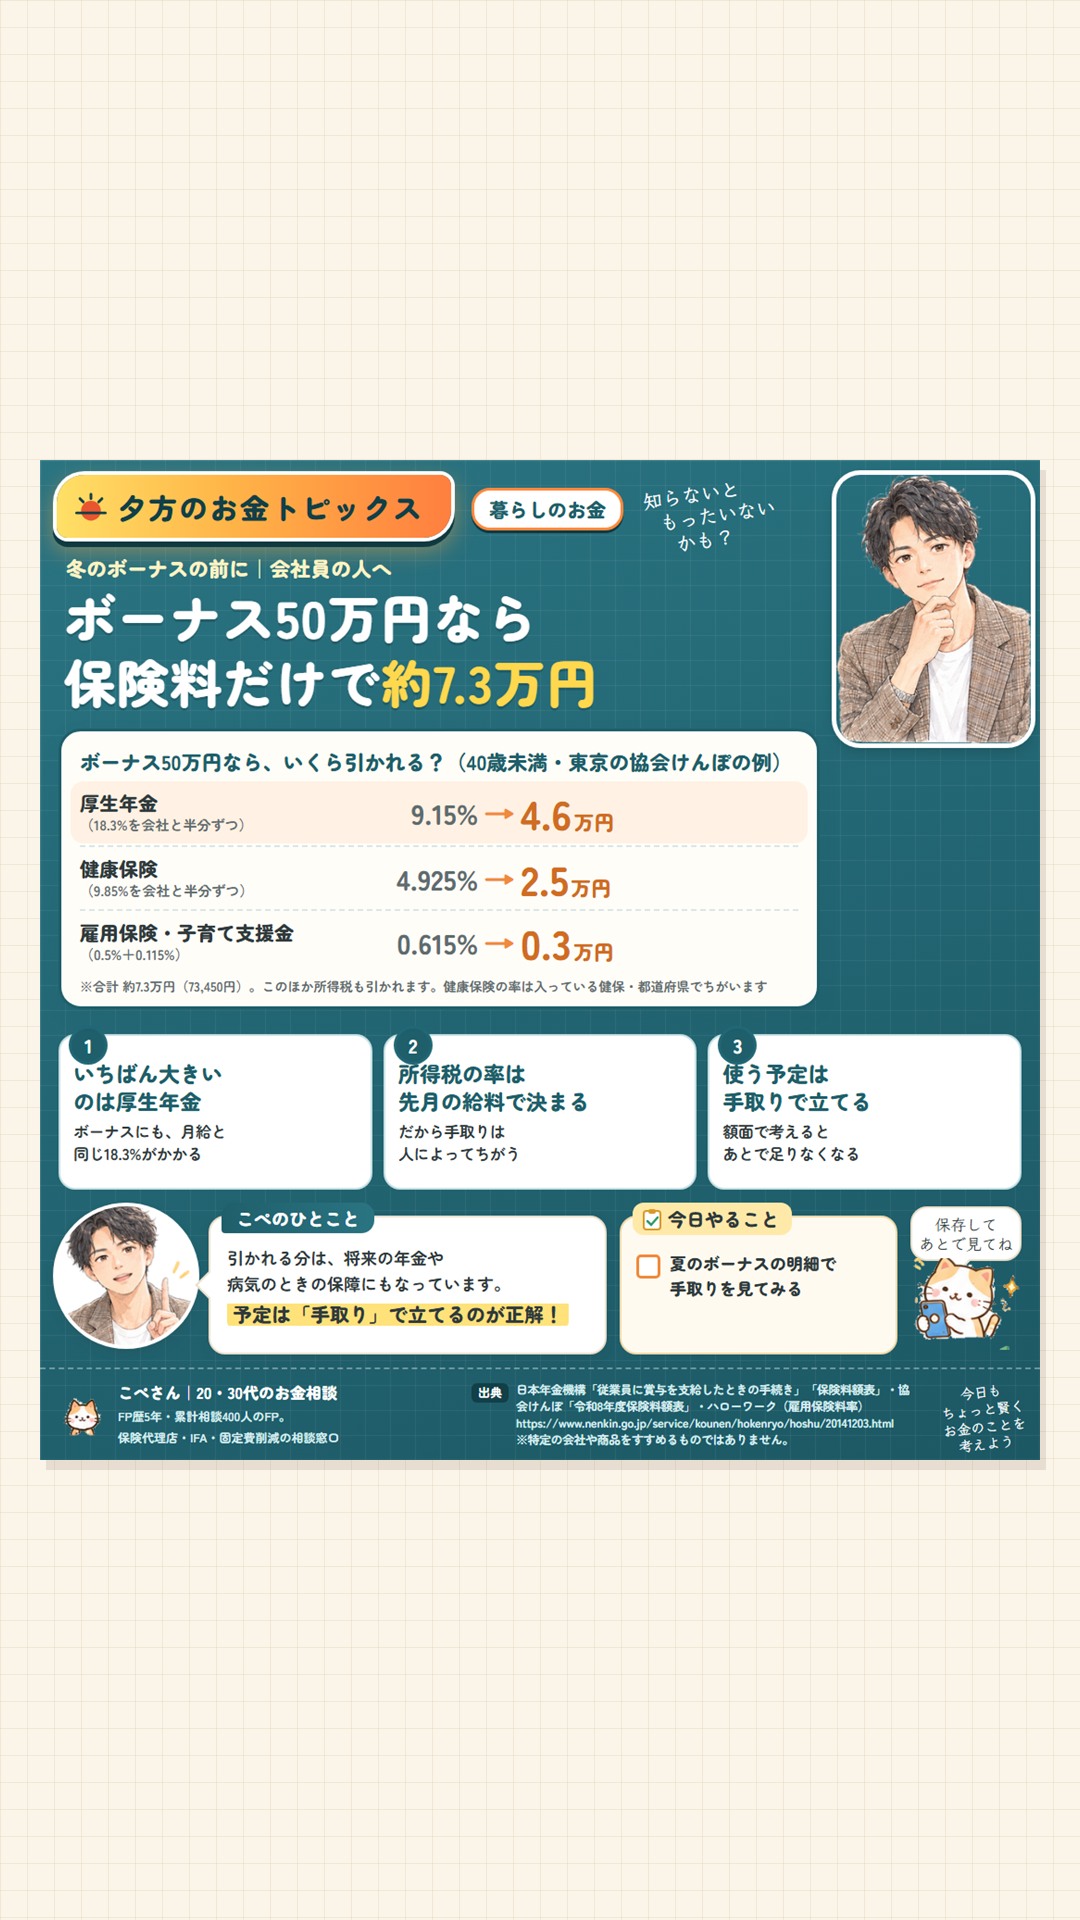 夕方のお金トピックス
暮らしのお金
知らないと
もったいない
かも？
冬のボーナスの前に｜会社員の人へ
ボーナス50万円なら
保険料だけで約7.3万円
ボーナス50万円なら、いくら引かれる？（40歳未満・東京の協会けんぽの例）
厚生年金
（18.3%を会社と半分ずつ）
9.15% → 4.6万円
健康保険
（9.85%を会社と半分ずつ）
4.925% → 2.5万円
雇用保険・子育て支援金
（0.5%＋0.115%）
0.615% → 0.3万円
※合計 約7.3万円（73,450円）。このほか所得税も引かれます。健康保険の率は入っている健保・都道府県でちがいます
1
いちばん大きい
のは厚生年金
ボーナスにも、月給と
同じ18.3%がかかる
2
所得税の率は
先月の給料で決まる
だから手取りは
人によってちがう
3
使う予定は
手取りで立てる
額面で考えると
あとで足りなくなる
こぺのひとこと
引かれる分は、将来の年金や
病気のときの保障にもなっています。
予定は「手取り」で立てるのが正解！
今日やること
夏のボーナスの明細で
手取りを見てみる
保存して
あとで見てね
こぺさん｜20・30代のお金相談
FP歴5年・累計相談400人のFP。
保険代理店・IFA・固定費削減の相談窓口
出典
日本年金機構「従業員に賞与を支給したときの手続き」「保険料額表」・協
会けんぽ「令和8年度保険料額表」・ハローワーク（雇用保険料率）
https://www.nenkin.go.jp/service/kounen/hokenryo/hoshu/20141203.html
※特定の会社や商品をすすめるものではありません。
今日も
ちょっと賢く
お金のことを
考えよう